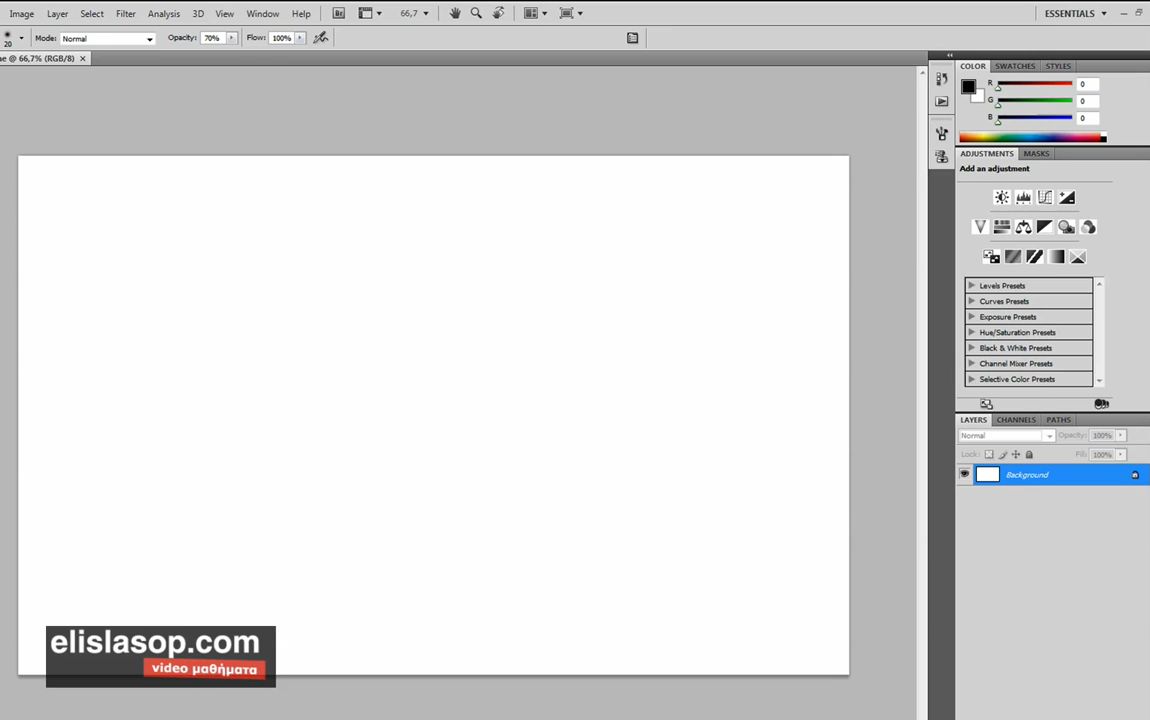 Image Layer Select Filter Analysis 3D View Window Help Br 66,7 ESSENTIALS
20 Mode: Normal Opacity: 70% Flow: 100%
ne @ 66,7% (RGB/8)
COLOR SWATCHES STYLES
R 0
G 0
B 0
ADJUSTMENTS MASKS
Add an adjustment
Levels Presets
Curves Presets
Exposure Presets
Hue/Saturation Presets
Black & White Presets
Channel Mixer Presets
Selective Color Presets
LAYERS CHANNELS PATHS
Normal Opacity: 100%
Lock: Fill: 100%
Background
elislasop.com
video μαθήματα